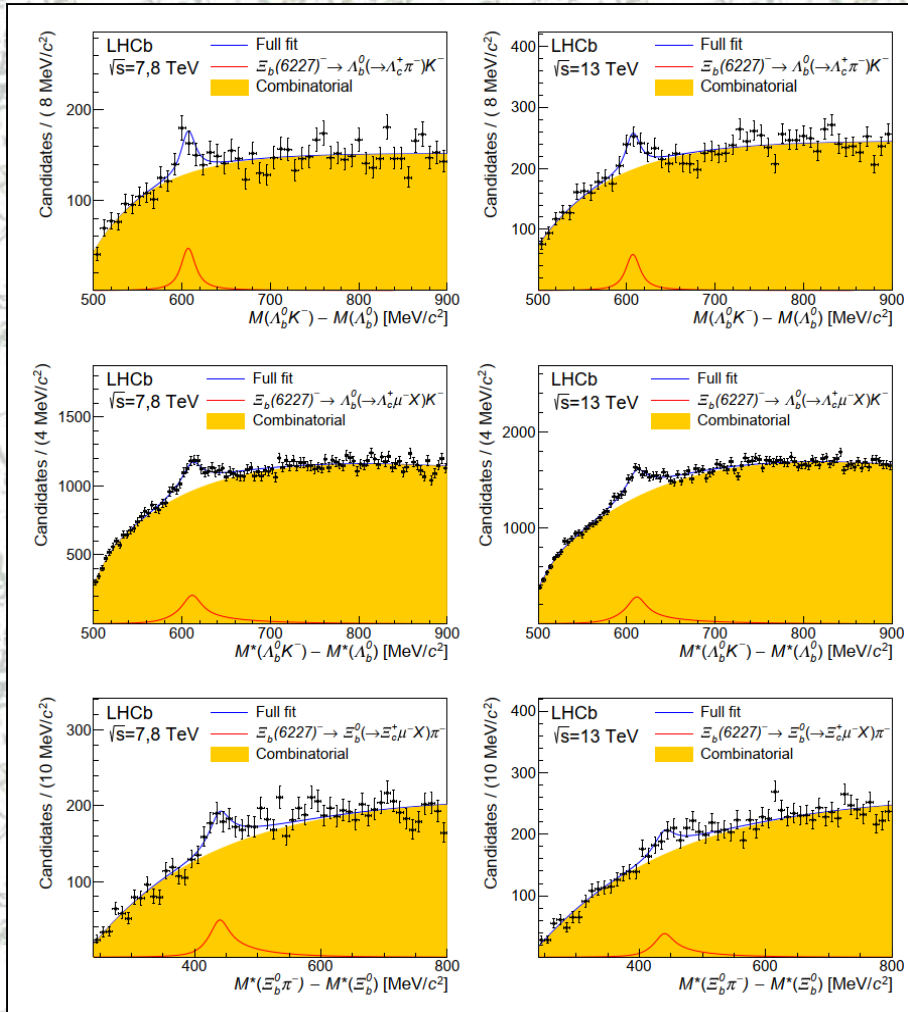 LHCb
√s=7,8 TeV
Full fit
Ξb(6227)⁻→ Λb⁰(→Λc⁺π⁻)K⁻
Combinatorial
Candidates / (8 MeV/c²)
200
100
500 600 700 800 900
M(Λb⁰K⁻) − M(Λb⁰) [MeV/c²]
LHCb
√s=13 TeV
Full fit
Ξb(6227)⁻→ Λb⁰(→Λc⁺π⁻)K⁻
Combinatorial
Candidates / (8 MeV/c²)
400
300
200
100
500 600 700 800 900
M(Λb⁰K⁻) − M(Λb⁰) [MeV/c²]
LHCb
√s=7,8 TeV
Full fit
Ξb(6227)⁻→ Λb⁰(→Λc⁺μ⁻X)K⁻
Combinatorial
Candidates / (4 MeV/c²)
1500
1000
500
500 600 700 800 900
M*(Λb⁰K⁻) − M*(Λb⁰) [MeV/c²]
LHCb
√s=13 TeV
Full fit
Ξb(6227)⁻→ Λb⁰(→Λc⁺μ⁻X)K⁻
Combinatorial
Candidates / (4 MeV/c²)
2000
1000
500 600 700 800 900
M*(Λb⁰K⁻) − M*(Λb⁰) [MeV/c²]
LHCb
√s=7,8 TeV
Full fit
Ξb(6227)⁻→ Ξb⁰(→Ξc⁺μ⁻X)π⁻
Combinatorial
Candidates / (10 MeV/c²)
300
200
100
400 600 800
M*(Ξb⁰π⁻) − M*(Ξb⁰) [MeV/c²]
LHCb
√s=13 TeV
Full fit
Ξb(6227)⁻→ Ξb⁰(→Ξc⁺μ⁻X)π⁻
Combinatorial
Candidates / (10 MeV/c²)
400
300
200
100
400 600 800
M*(Ξb⁰π⁻) − M*(Ξb⁰) [MeV/c²]